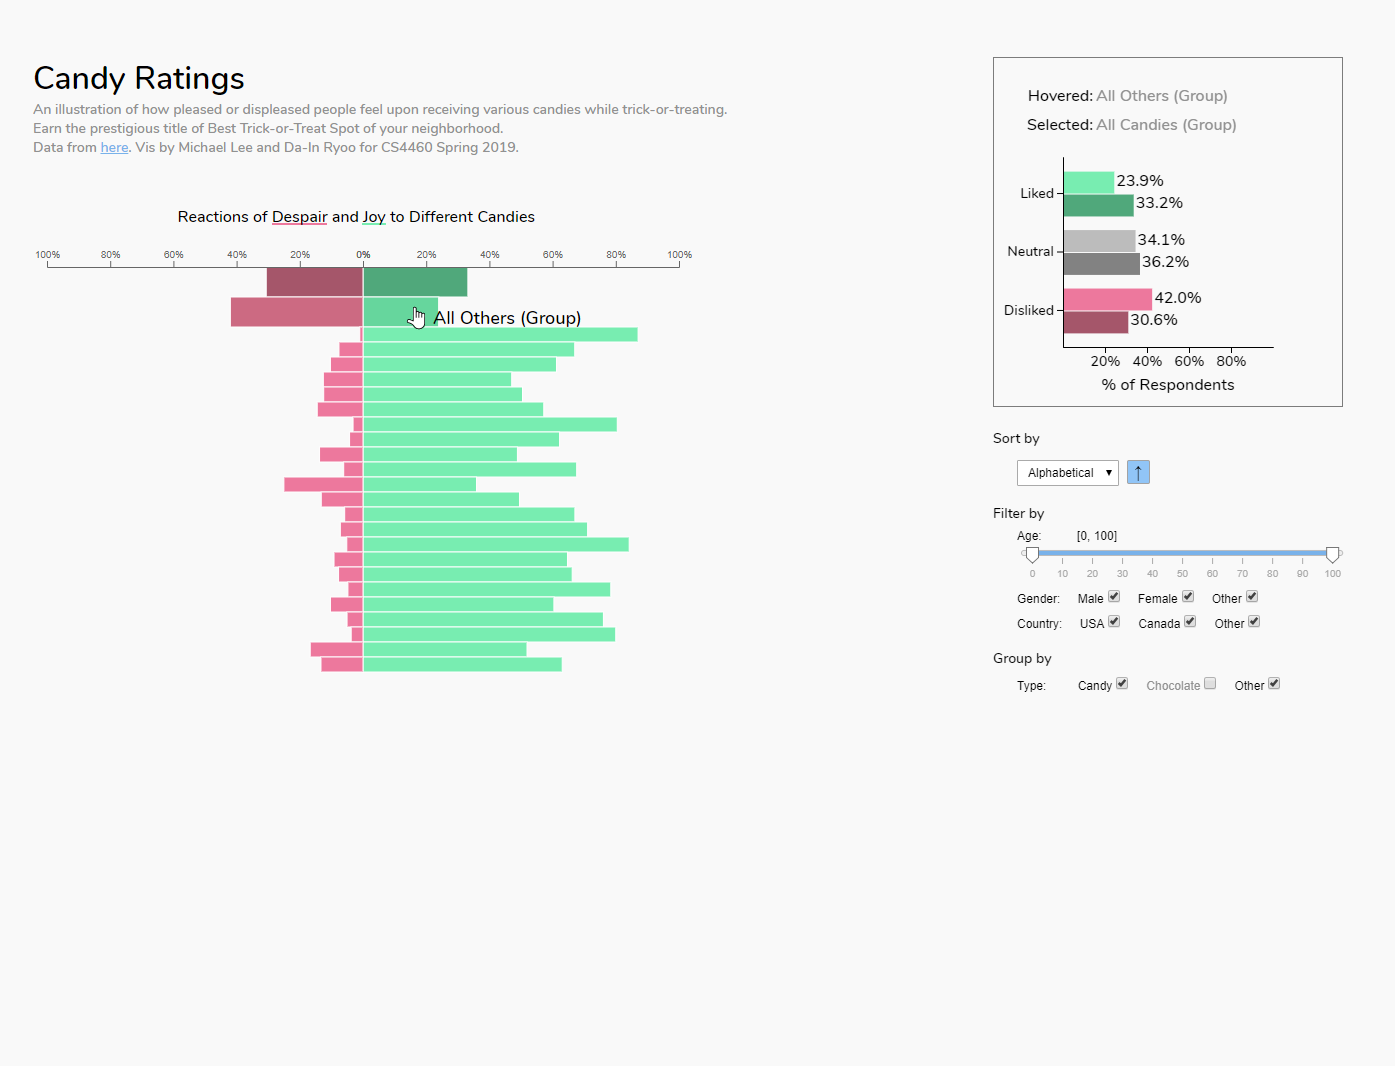 Candy Ratings
An illustration of how pleased or displeased people feel upon receiving various candies while trick-or-treating.
Earn the prestigious title of Best Trick-or-Treat Spot of your neighborhood.
Data from here. Vis by Michael Lee and Da-In Ryoo for CS4460 Spring 2019.
Reactions of Despair and Joy to Different Candies
100% 80% 60% 40% 20% 0% 20% 40% 60% 80% 100%
All Others (Group)
Hovered: All Others (Group)
Selected: All Candies (Group)
Liked 23.9%
33.2%
Neutral 34.1%
36.2%
Disliked 42.0%
30.6%
20% 40% 60% 80%
% of Respondents
Sort by
Alphabetical ▼ ↑
Filter by
Age: [0, 100]
0 10 20 30 40 50 60 70 80 90 100
Gender: Male Female Other
Country: USA Canada Other
Group by
Type: Candy Chocolate Other